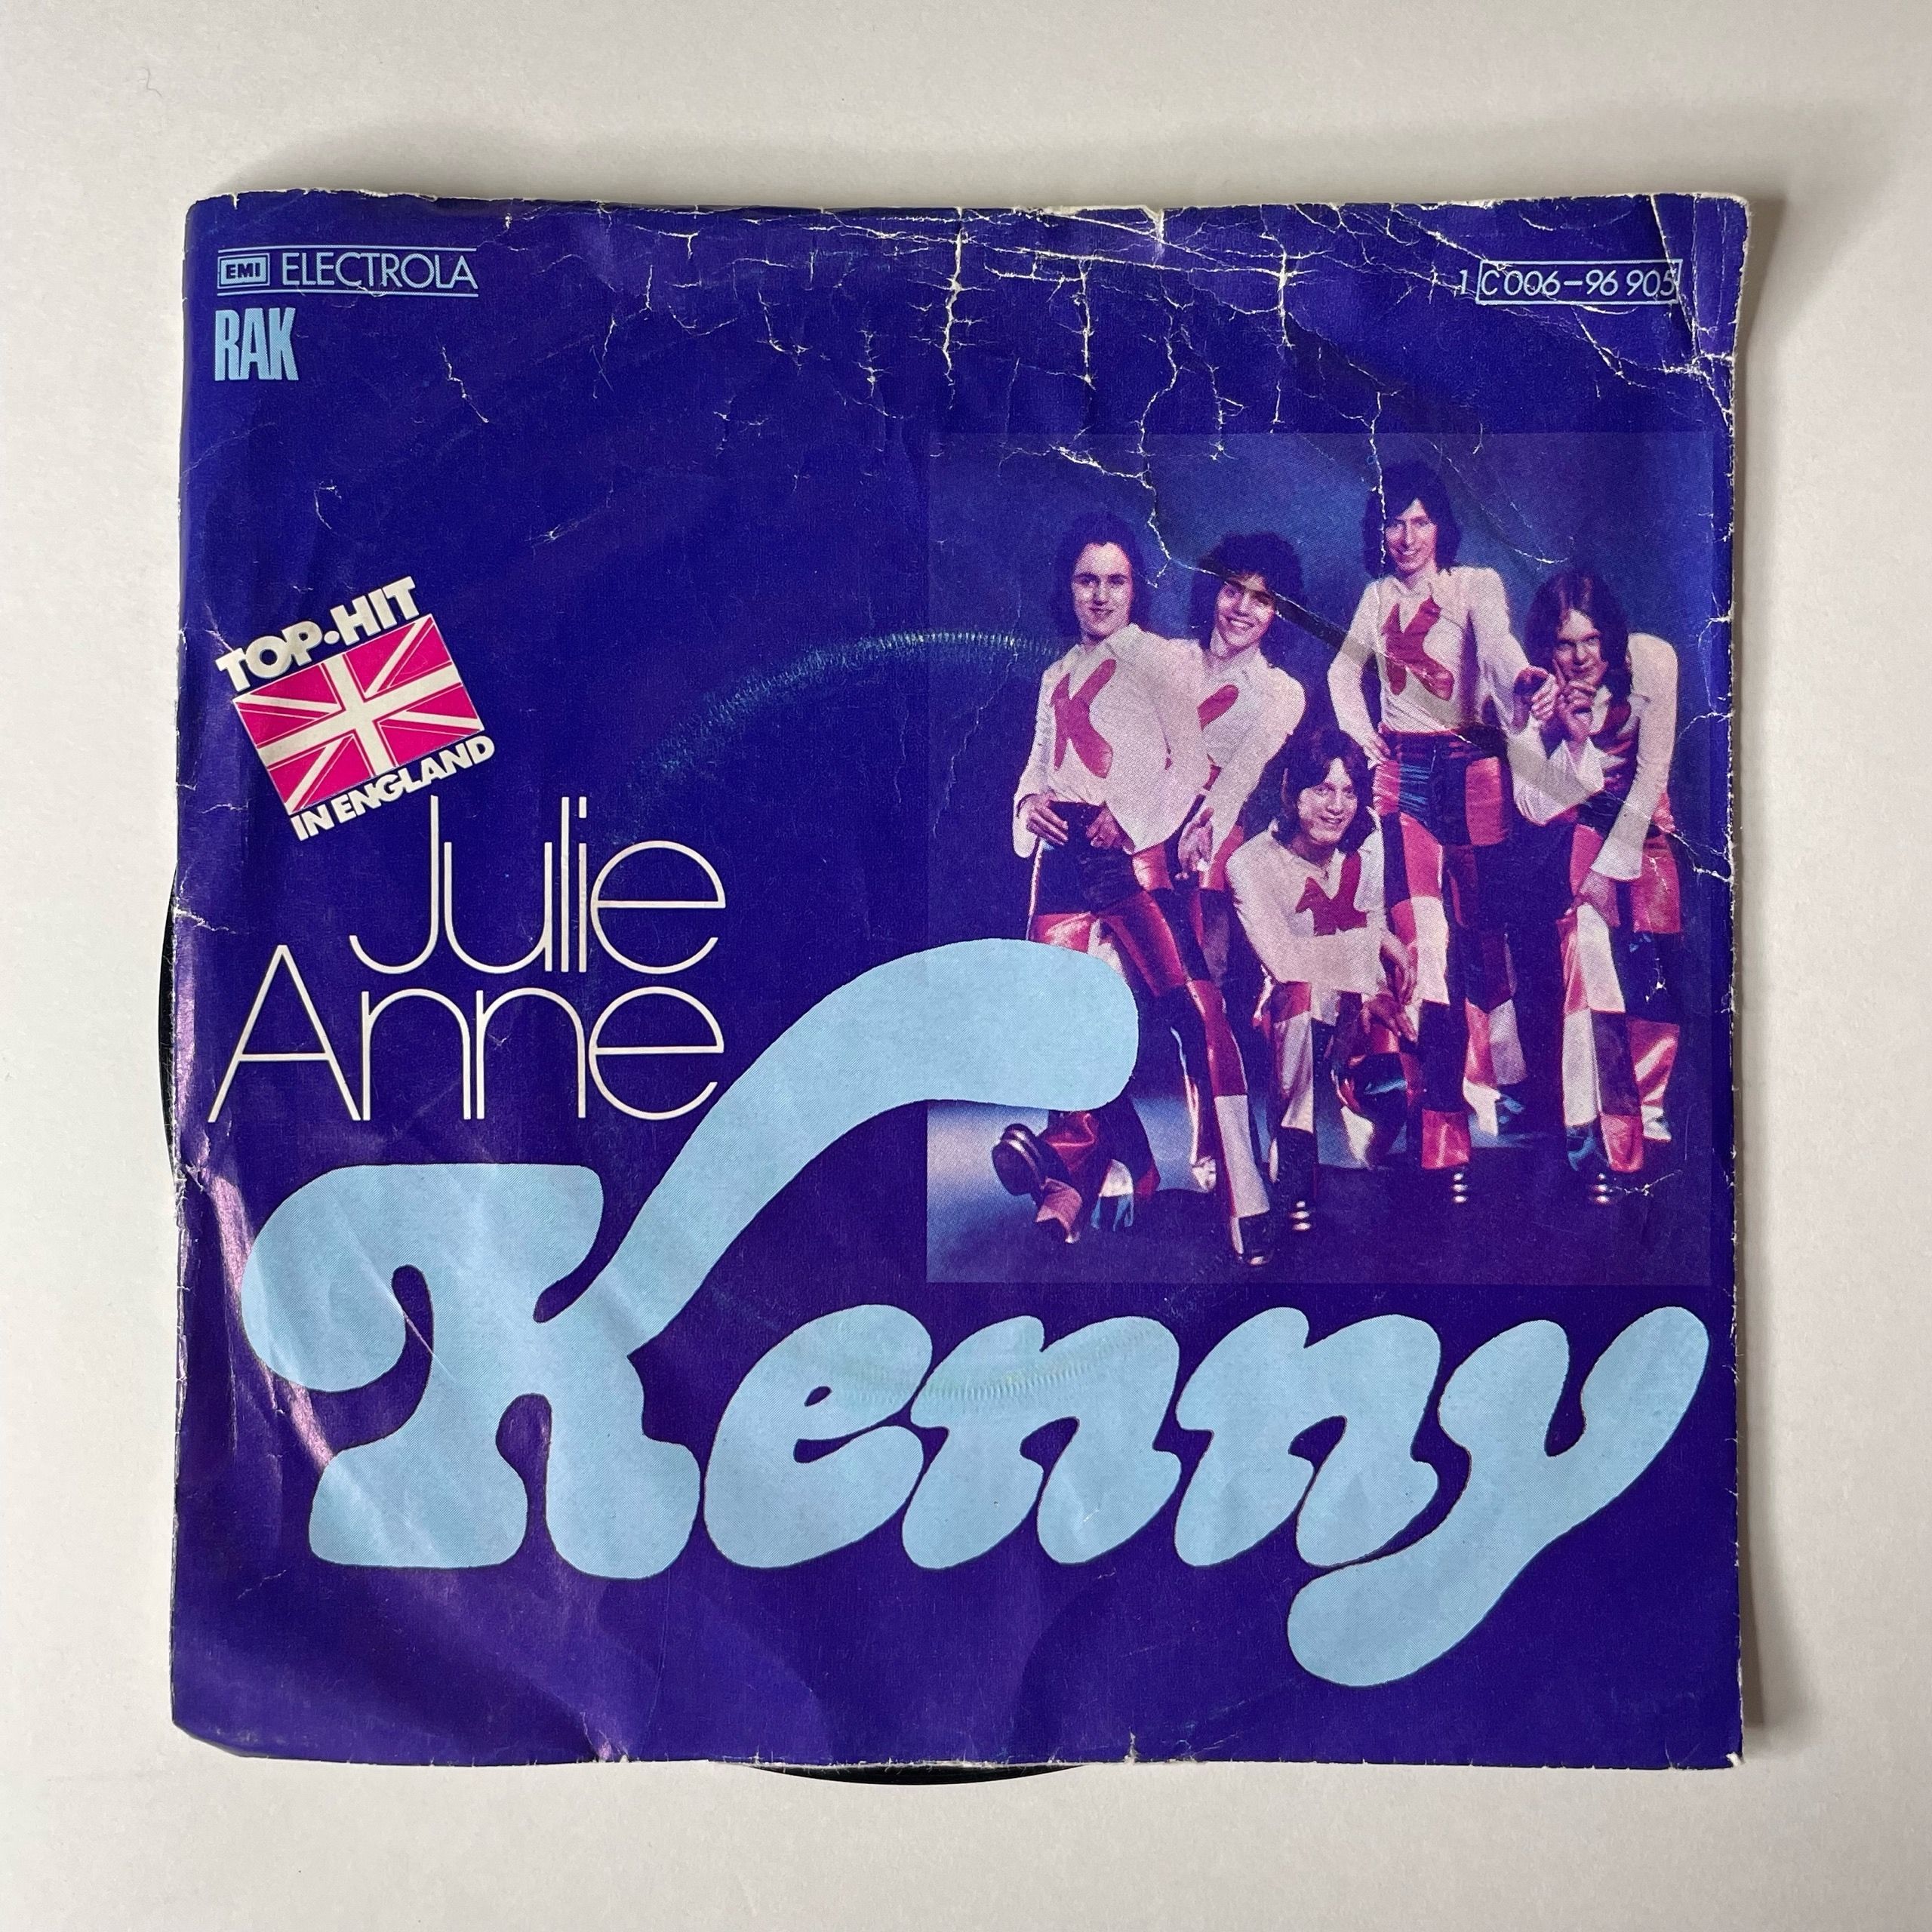 EMI ELECTROLA
RAK
1 C 006-96 905
TOP·HIT
IN ENGLAND
Julie
Anne
Kenny
K
K
K